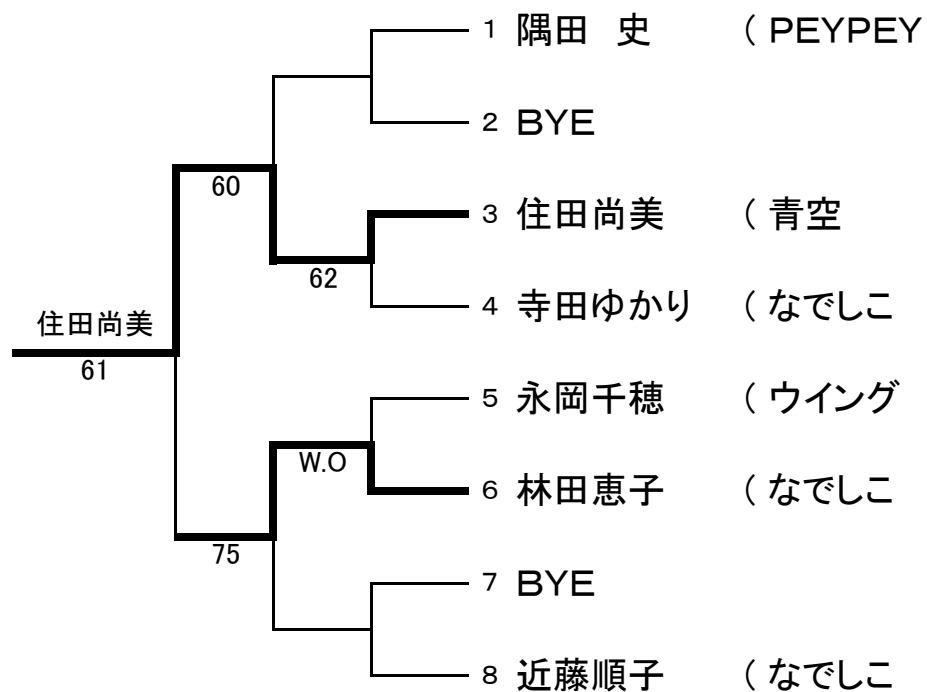 1 隅田　史 ( PEYPEY
2 BYE
60
3 住田尚美 ( 青空
62
4 寺田ゆかり ( なでしこ
住田尚美
61
5 永岡千穂 ( ウイング
W.O
6 林田恵子 ( なでしこ
75
7 BYE
8 近藤順子 ( なでしこ